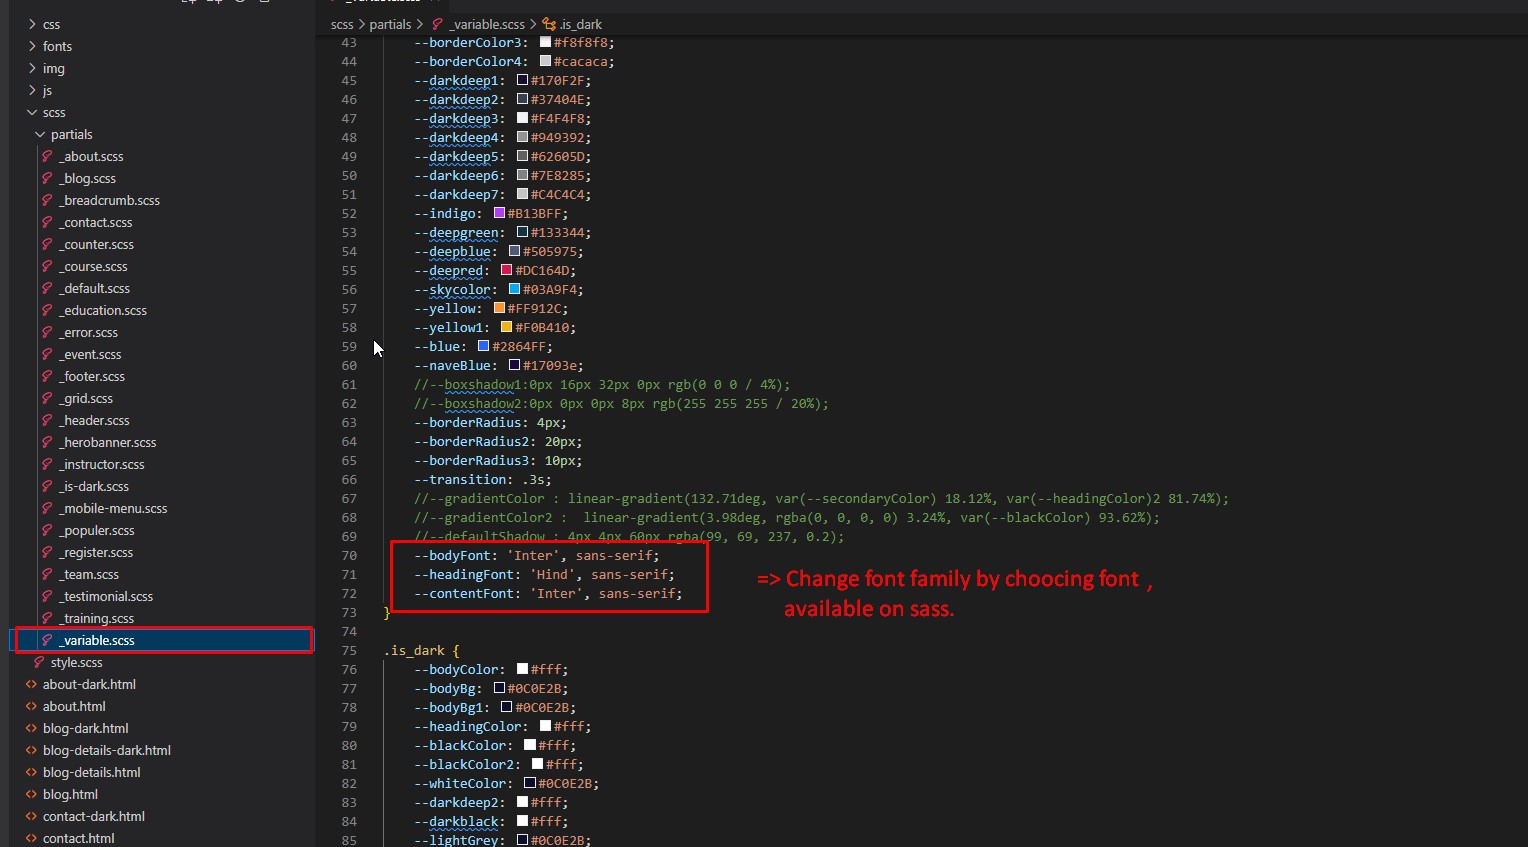 css
fonts
img
js
scss
partials
_about.scss
_blog.scss
_breadcrumb.scss
_contact.scss
_counter.scss
_course.scss
_default.scss
_education.scss
_error.scss
_event.scss
_footer.scss
_grid.scss
_header.scss
_herobanner.scss
_instructor.scss
_is-dark.scss
_mobile-menu.scss
_populer.scss
_register.scss
_team.scss
_testimonial.scss
_training.scss
_variable.scss
style.scss
about-dark.html
about.html
blog-dark.html
blog-details-dark.html
blog-details.html
blog.html
contact-dark.html
contact.html
scss > partials > _variable.scss > .is_dark
43 --borderColor3: #f8f8f8;
44 --borderColor4: #cacaca;
45 --darkdeep1: #170F2F;
46 --darkdeep2: #37404E;
47 --darkdeep3: #F4F4F8;
48 --darkdeep4: #949392;
49 --darkdeep5: #62605D;
50 --darkdeep6: #7E8285;
51 --darkdeep7: #C4C4C4;
52 --indigo: #B13BFF;
53 --deepgreen: #133344;
54 --deepblue: #505975;
55 --deepred: #DC164D;
56 --skycolor: #03A9F4;
57 --yellow: #FF912C;
58 --yellow1: #F0B410;
59 --blue: #2864FF;
60 --naveBlue: #17093e;
61 //--boxshadow1:0px 16px 32px 0px rgb(0 0 0 / 4%);
62 //--boxshadow2:0px 0px 0px 8px rgb(255 255 255 / 20%);
63 --borderRadius: 4px;
64 --borderRadius2: 20px;
65 --borderRadius3: 10px;
66 --transition: .3s;
67 //--gradientColor : linear-gradient(132.71deg, var(--secondaryColor) 18.12%, var(--headingColor)2 81.74%);
68 //--gradientColor2 :  linear-gradient(3.98deg, rgba(0, 0, 0, 0) 3.24%, var(--blackColor) 93.62%);
69 //--defaultShadow : 4px 4px 60px rgba(99, 69, 237, 0.2);
70 --bodyFont: 'Inter', sans-serif;
71 --headingFont: 'Hind', sans-serif;
72 --contentFont: 'Inter', sans-serif;
73 }
74
75 .is_dark {
76 --bodyColor: #fff;
77 --bodyBg: #0C0E2B;
78 --bodyBg1: #0C0E2B;
79 --headingColor: #fff;
80 --blackColor: #fff;
81 --blackColor2: #fff;
82 --whiteColor: #0C0E2B;
83 --darkdeep2: #fff;
84 --darkblack: #fff;
85 --lightGrey: #0C0E2B;
=> Change font family by choocing font ,
available on sass.